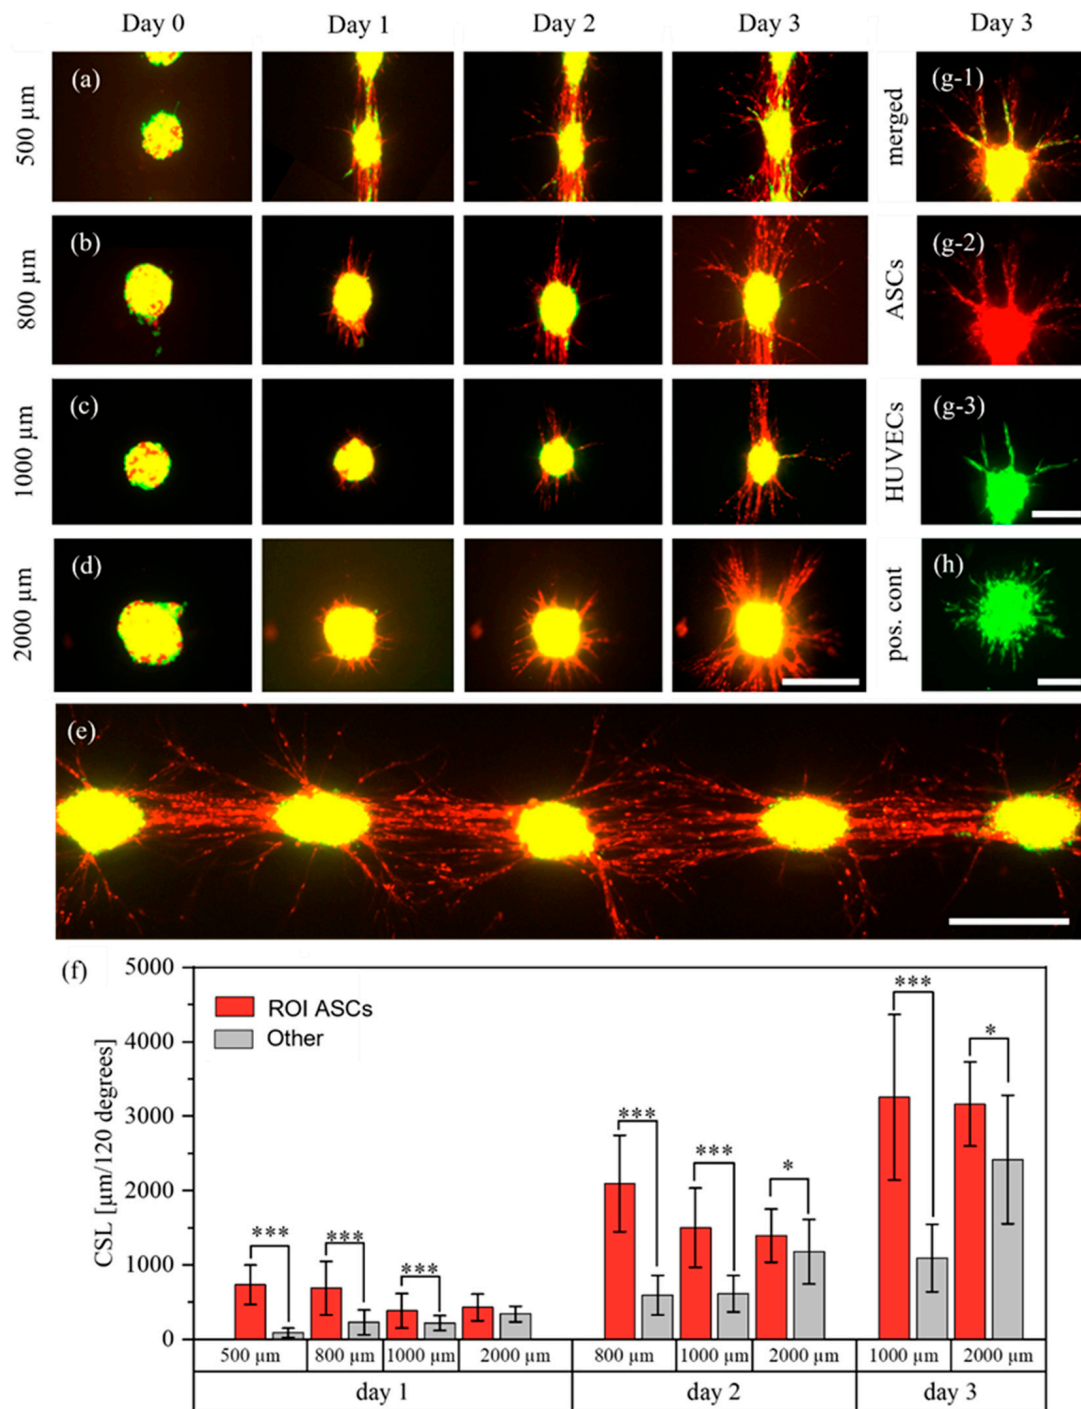 Day 0 Day 1 Day 2 Day 3 Day 3
500 µm (a) merged (g-1)
800 µm (b) ASCs (g-2)
1000 µm (c) HUVECs (g-3)
2000 µm (d) pos. cont (h)
(e)
(f)
CSL [µm/120 degrees]
5000
4000
3000
2000
1000
0
ROI ASCs
Other
*** *** *** *** *** * *** *
500 µm 800 µm 1000 µm 2000 µm 800 µm 1000 µm 2000 µm 1000 µm 2000 µm
day 1 day 2 day 3